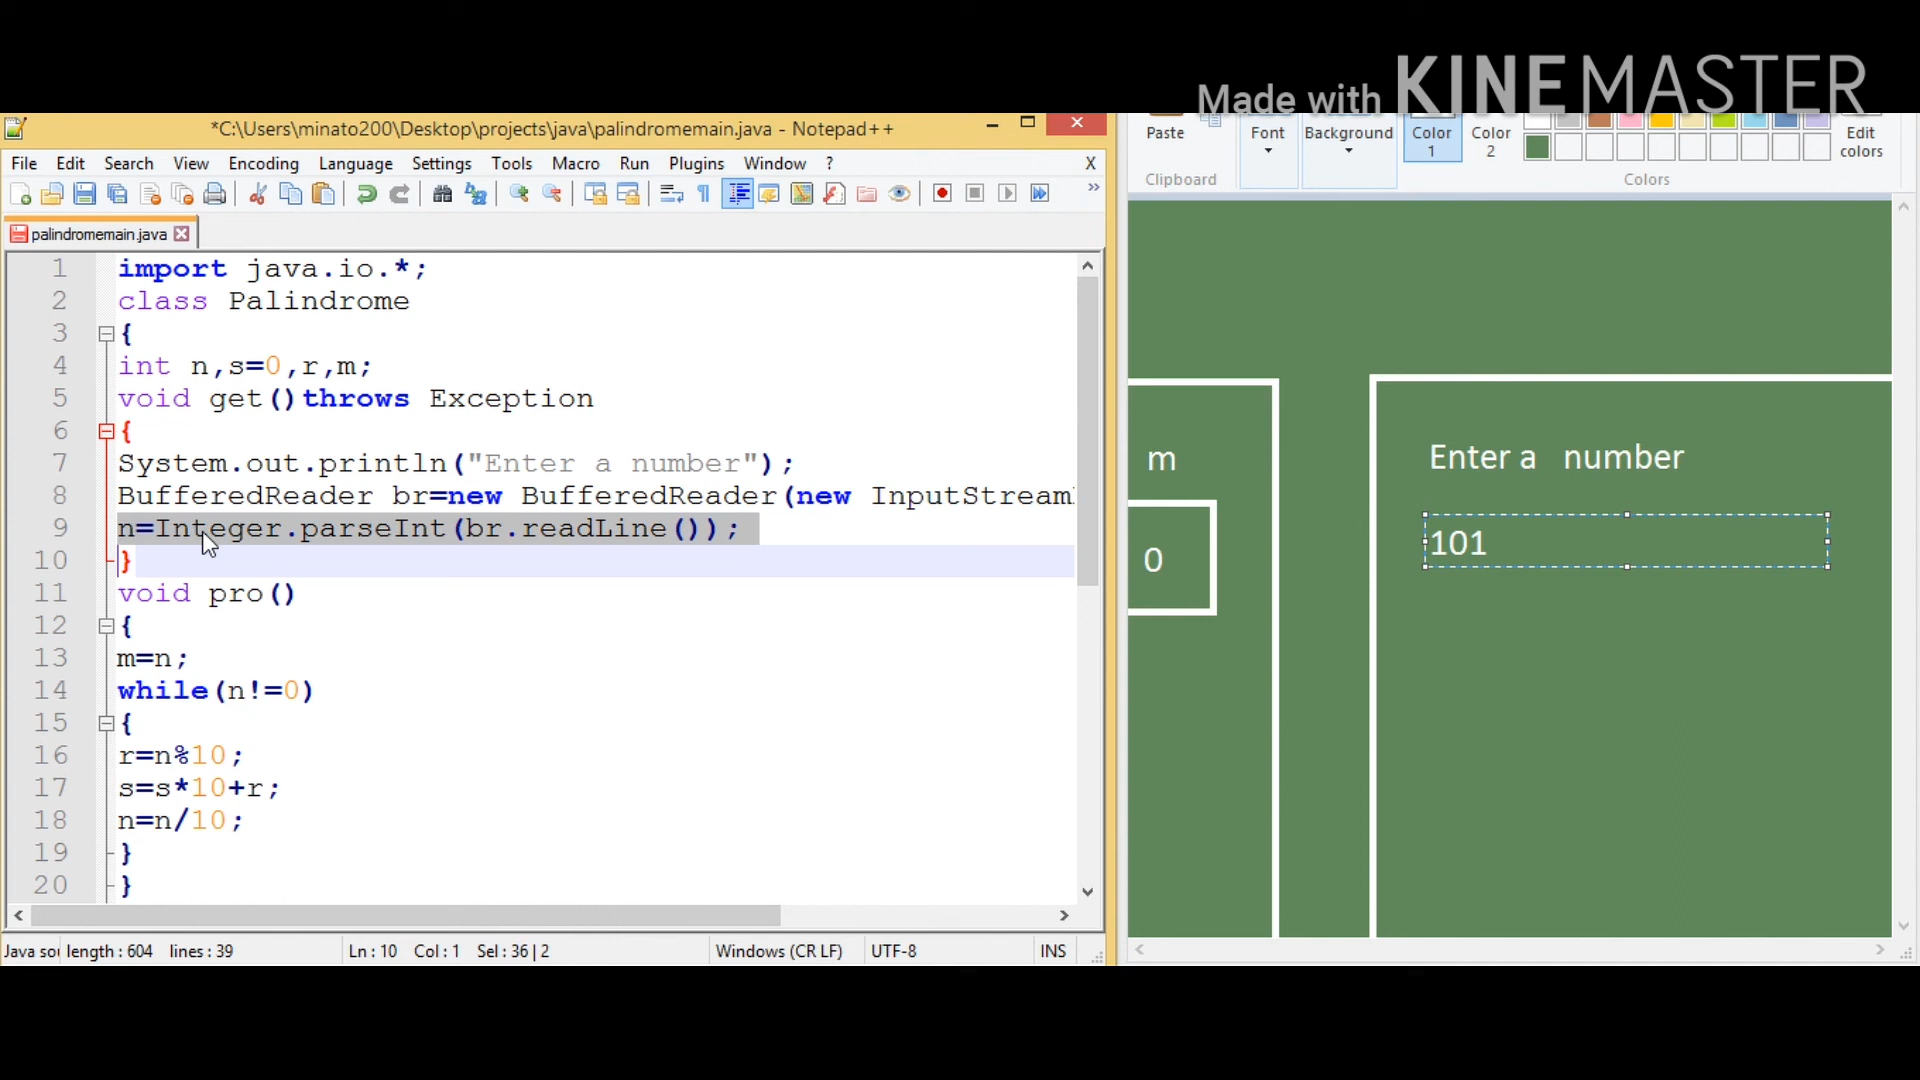 Made with KINEMASTER
*C:\Users\minato200\Desktop\projects\java\palindromemain.java - Notepad++
File Edit Search View Encoding Language Settings Tools Macro Run Plugins Window ? X
palindromemain.java
1 import java.io.*;
2 class Palindrome
3 {
4 int n,s=0,r,m;
5 void get()throws Exception
6 {
7 System.out.println("Enter a number");
8 BufferedReader br=new BufferedReader(new InputStream
9 n=Integer.parseInt(br.readLine());
10 }
11 void pro()
12 {
13 m=n;
14 while(n!=0)
15 {
16 r=n%10;
17 s=s*10+r;
18 n=n/10;
19 }
20 }
Java so length : 604 lines : 39 Ln : 10 Col : 1 Sel : 36 | 2 Windows (CR LF) UTF-8 INS
Paste Font Background Color 1 Color 2 Edit colors
Clipboard Colors
m
0
Enter a number
101